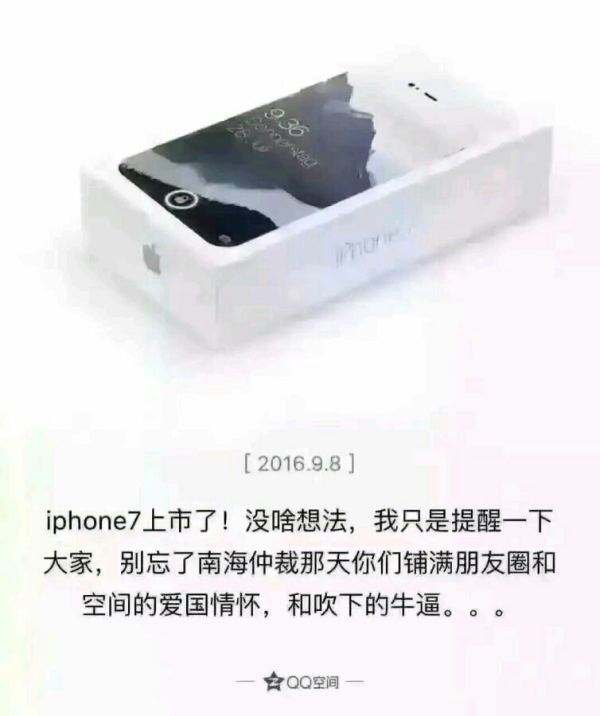 9:36
iPhone
[ 2016.9.8 ]
iphone7上市了！没啥想法，我只是提醒一下
大家，别忘了南海仲裁那天你们铺满朋友圈和
空间的爱国情怀，和吹下的牛逼。。。
QQ空间